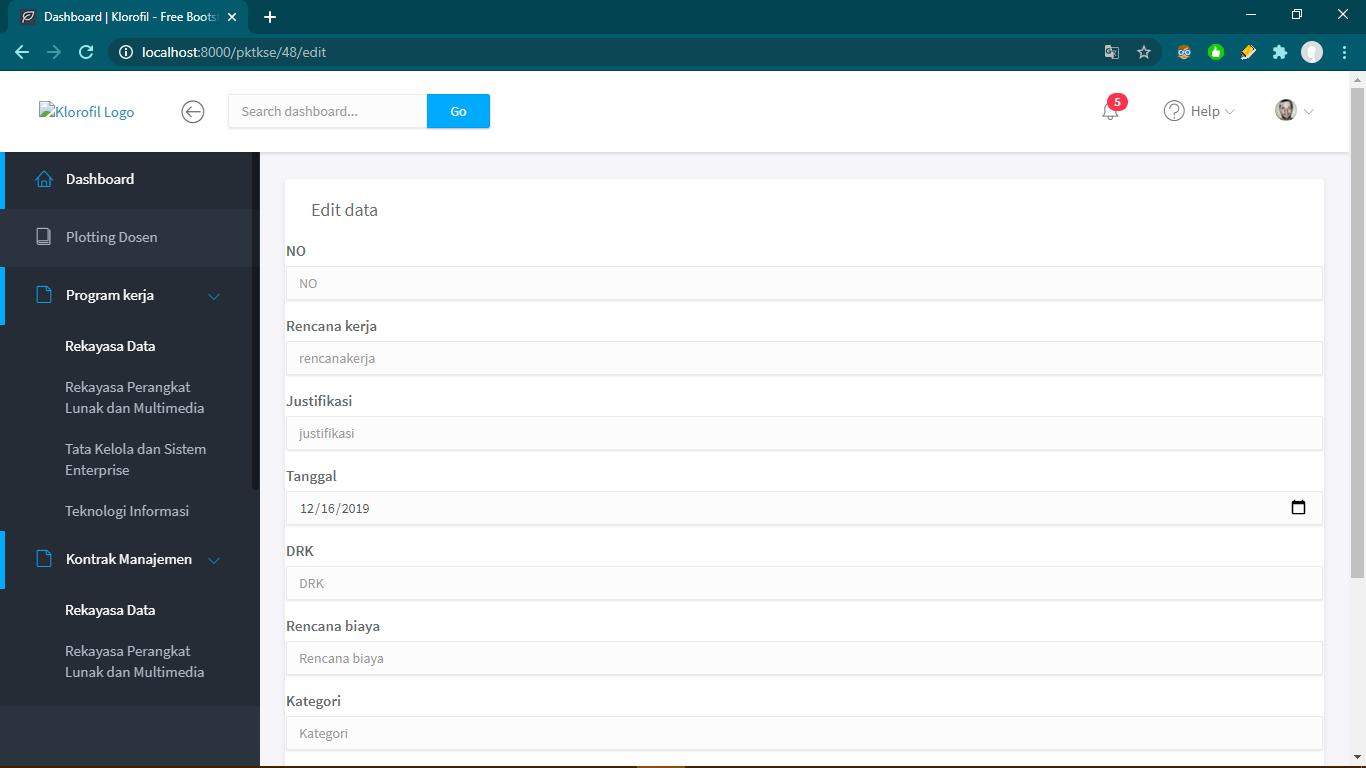 Dashboard | Klorofil - Free Boots
localhost:8000/pktkse/48/edit
Klorofil Logo
Search dashboard...
Go
5
Help
Dashboard
Plotting Dosen
Program kerja
Rekayasa Data
Rekayasa Perangkat
Lunak dan Multimedia
Tata Kelola dan Sistem
Enterprise
Teknologi Informasi
Kontrak Manajemen
Rekayasa Data
Rekayasa Perangkat
Lunak dan Multimedia
Edit data
NO
NO
Rencana kerja
rencanakerja
Justifikasi
justifikasi
Tanggal
12/16/2019
DRK
DRK
Rencana biaya
Rencana biaya
Kategori
Kategori